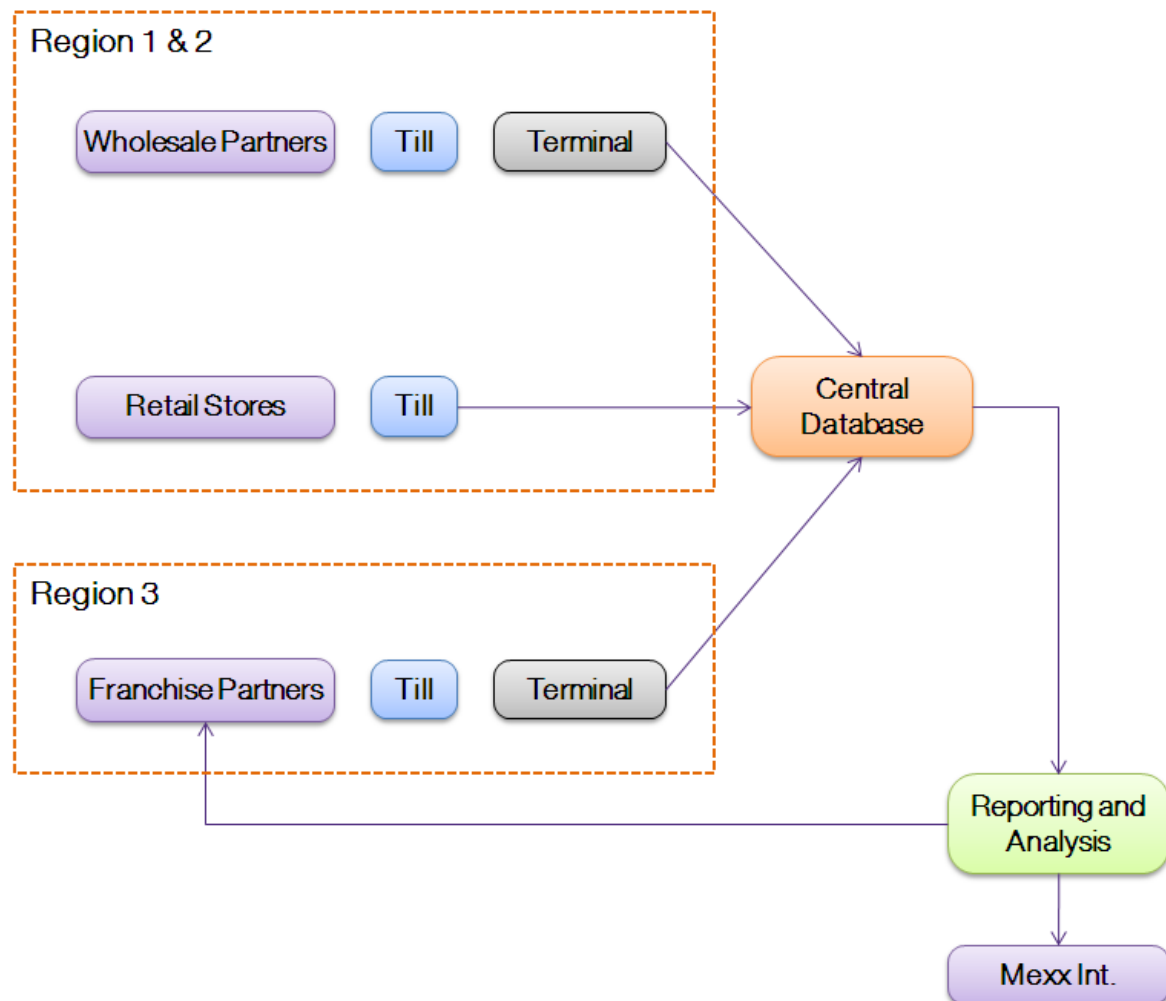 Region 1 & 2
Wholesale Partners
Till
Terminal
Retail Stores
Till
Central
Database
Region 3
Franchise Partners
Till
Terminal
Reporting and
Analysis
Mexx Int.